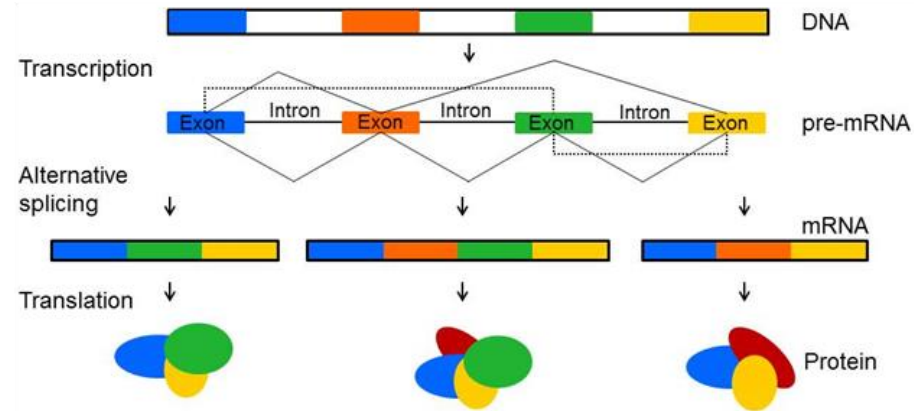 DNA
Transcription
Intron Intron Intron
Exon Exon Exon Exon
pre-mRNA
Alternative
splicing
mRNA
Translation
Protein